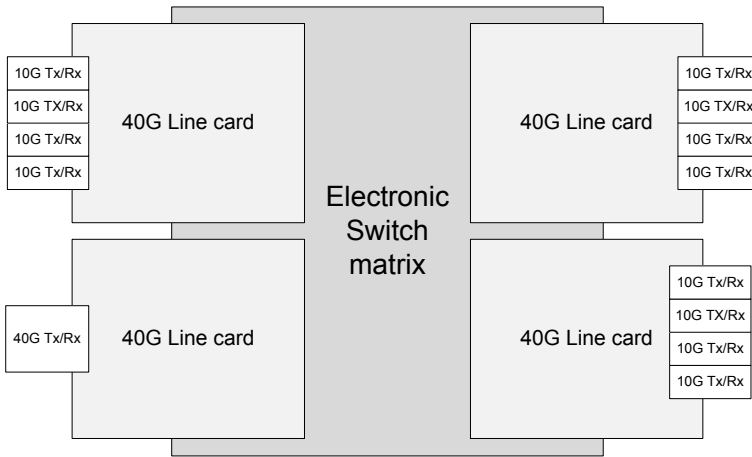 10G Tx/Rx
10G TX/Rx
10G Tx/Rx
10G Tx/Rx
40G Line card
40G Line card
10G Tx/Rx
10G TX/Rx
10G Tx/Rx
10G Tx/Rx
Electronic
Switch
matrix
40G Tx/Rx
40G Line card
40G Line card
10G Tx/Rx
10G TX/Rx
10G Tx/Rx
10G Tx/Rx